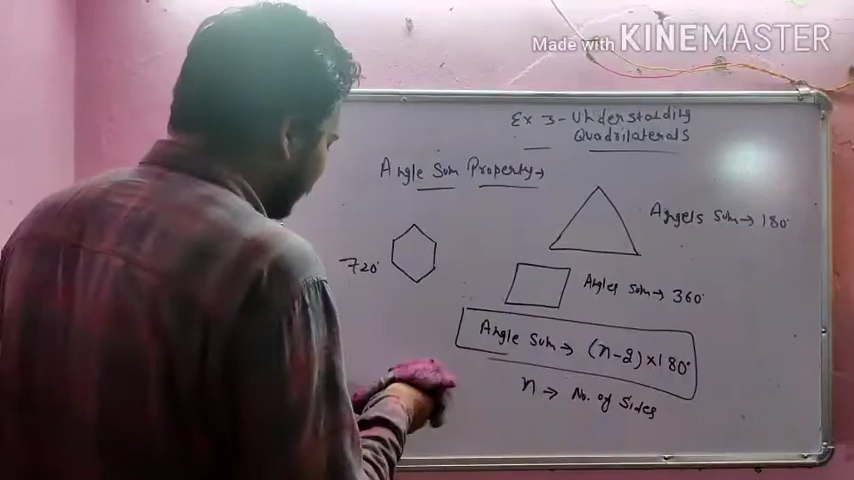 Made with KINEMASTER
Ex 3 - Understanding
Quadrilaterals
Angle Sum Property→
Angels Sum→180°
720°
Angles Sum→360°
Angle Sum→(n-2)×180°
n→ No. of Sides